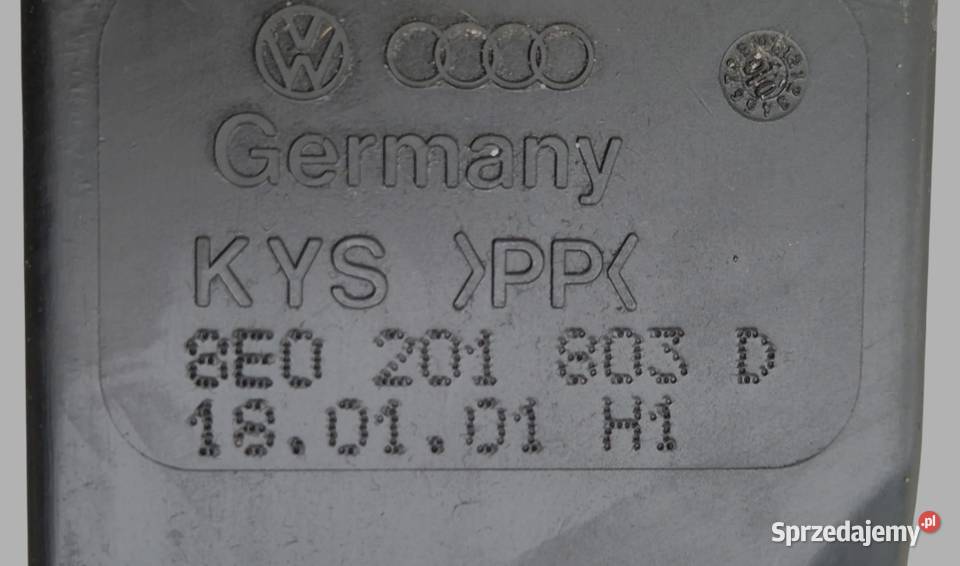 Germany
KYS >PP<
8E0 201 803 D
18.01.01 H1
Sprzedajemy.pl